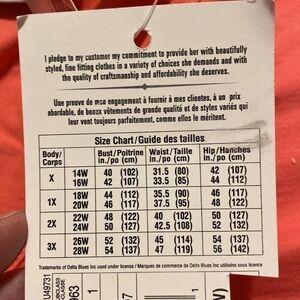 I pledge to my customer my commitment to provide her with beautifully
styled, fine fitting clothes in a variety of choices she demands and with
the quality of craftsmanship and affordability she deserves.
Une preuve de msa engagement à fournir à mes clientes, à un prix
abordable, de beaux vêtements de grande qualité et de styles variés qui
leur vont toujours parfaitement, comme elles le méritent.
Size Chart/Guide des tailles
Body/ Bust/Poitrine Waist/Taille Hip/Hanches
Corps in./po (cm) in./po (cm) in./po (cm)
X 14W 40 (102) 31.5 (80) 42 (107)
16W 42 (107) 33.5 (85) 44 (112)
1X 18W 44 (112) 35.5 (90) 46 (117)
20W 46 (117) 37.5 (95) 48 (122)
2X 22W 48 (122) 40 (102) 50 (127)
24W 50 (127) 42.5 (108) 52 (132)
3X 26W 52 (132) 45 (114) 54 (137)
28W 54 (137) 47 (119) 56 (142)
Trademarks of Delta Blues Inc used under license / Marques de commerce de Delta Blues Inc utilisées sous licence
U49731
SUBCLASS
S-CLASSE
963
1
7
W)